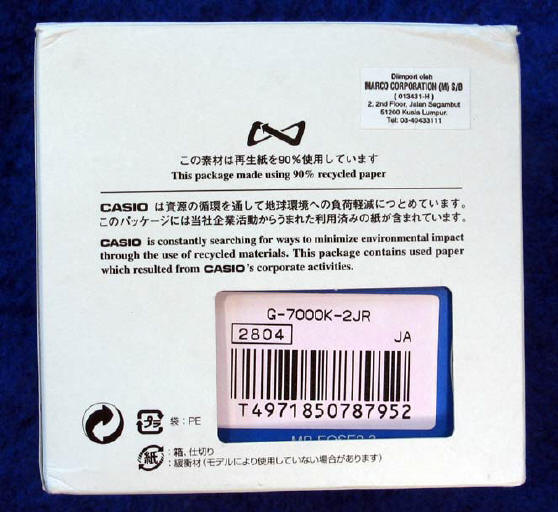 Diimport oleh
MARCO CORPORATION (M) S/B
( 013431-H )
2, 2nd Floor, Jalan Segambut
51200 Kuala Lumpur.
Tel: 03-40433111
この素材は再生紙を90%使用しています
This package made using 90% recycled paper
CASIO は資源の循環を通して地球環境への負荷軽減につとめています。
このパッケージには当社企業活動からうまれた利用済みの紙が含まれています。
CASIO is constantly searching for ways to minimize environmental impact
through the use of recycled materials. This package contains used paper
which resulted from CASIO's corporate activities.
G-7000K-2JR
2804 JA
T4971850787952
プラ 袋:PE
紙 :箱、仕切り
:緩衝材(モデルにより使用していない場合があります)